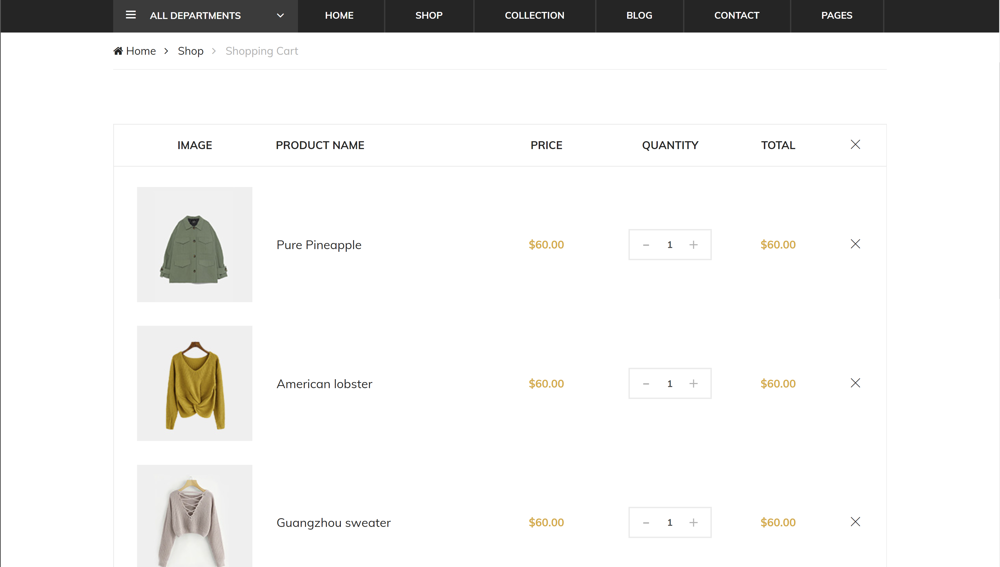 ALL DEPARTMENTS HOME SHOP COLLECTION BLOG CONTACT PAGES
Home > Shop > Shopping Cart
IMAGE PRODUCT NAME PRICE QUANTITY TOTAL
Pure Pineapple $60.00 - 1 + $60.00
American lobster $60.00 - 1 + $60.00
Guangzhou sweater $60.00 - 1 + $60.00